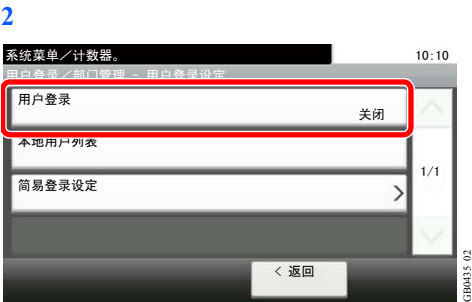 2
系统菜单／计数器。
10:10
用户登录／部门管理 - 用户登录设定
用户登录
关闭
本地用户列表
1/1
简易登录设定
< 返回
GB0435_02